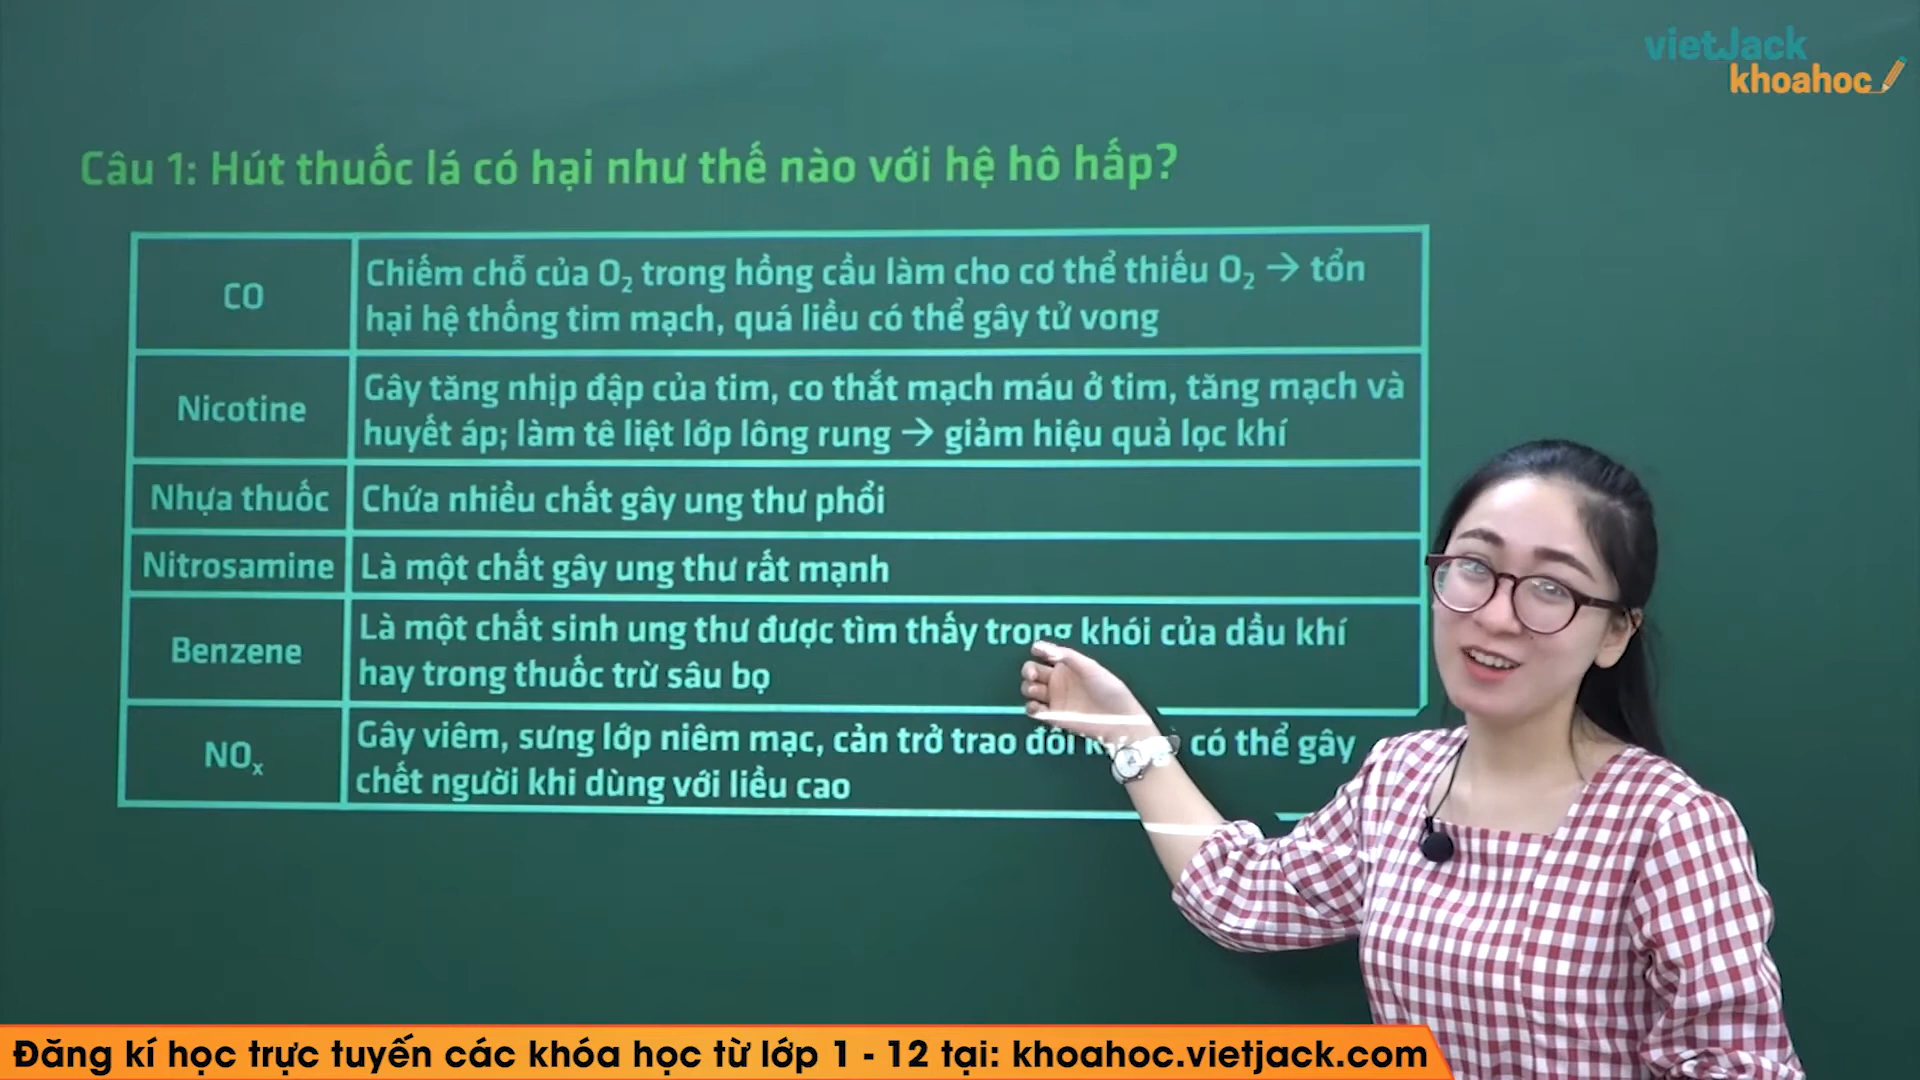 vietJack
khoahoc
Câu 1: Hút thuốc lá có hại như thế nào với hệ hô hấp?
CO
Chiếm chỗ của O₂ trong hồng cầu làm cho cơ thể thiếu O₂ → tổn
hại hệ thống tim mạch, quá liều có thể gây tử vong
Nicotine
Gây tăng nhịp đập của tim, co thắt mạch máu ở tim, tăng mạch và
huyết áp; làm tê liệt lớp lông rung → giảm hiệu quả lọc khí
Nhựa thuốc
Chứa nhiều chất gây ung thư phổi
Nitrosamine
Là một chất gây ung thư rất mạnh
Benzene
Là một chất sinh ung thư được tìm thấy trong khói của dầu khí
hay trong thuốc trừ sâu bọ
NOₓ
Gây viêm, sưng lớp niêm mạc, cản trở trao đổi có thể gây
chết người khi dùng với liều cao
Đăng kí học trực tuyến các khóa học từ lớp 1 - 12 tại: khoahoc.vietjack.com